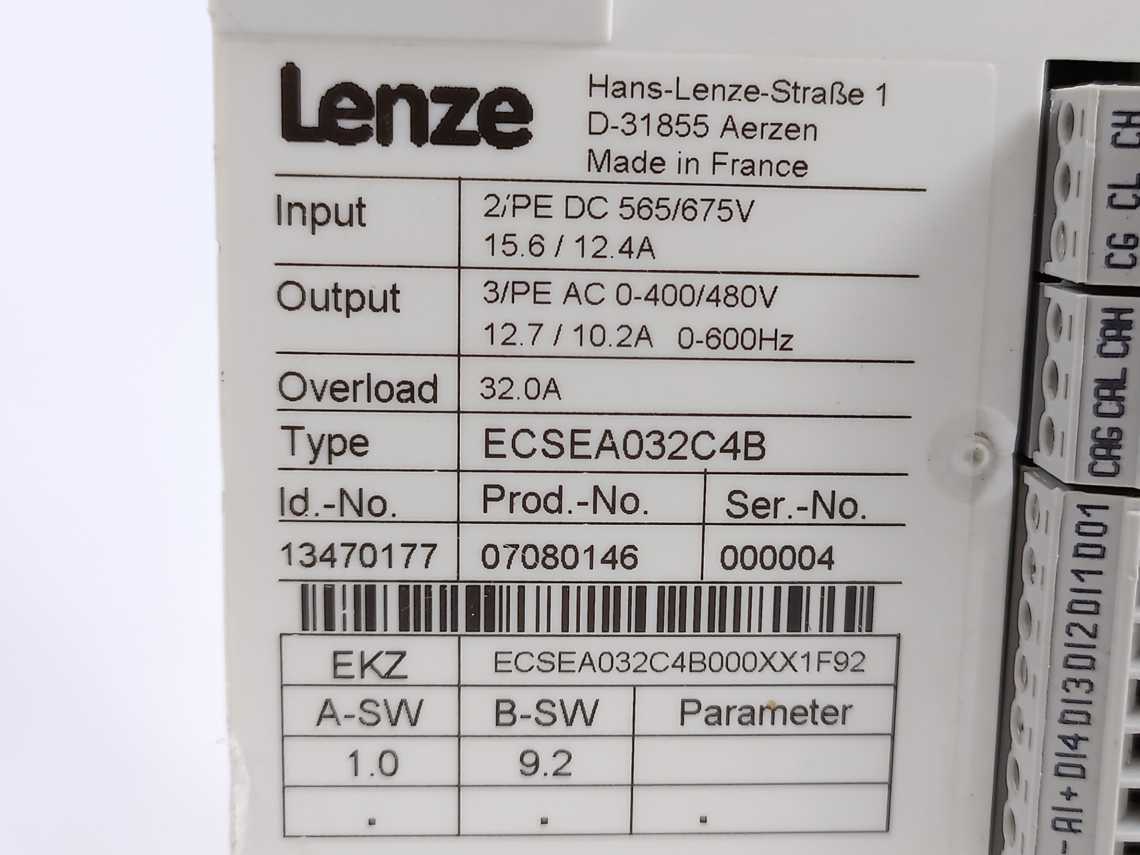 Lenze
Hans-Lenze-Straße 1
D-31855 Aerzen
Made in France
Input
2/PE DC 565/675V
15.6 / 12.4A
Output
3/PE AC 0-400/480V
12.7 / 10.2A 0-600Hz
Overload
32.0A
Type
ECSEA032C4B
Id.-No.
Prod.-No.
Ser.-No.
13470177
07080146
000004
EKZ
ECSEA032C4B000XX1F92
A-SW
B-SW
Parameter
1.0
9.2
. . .
CG CL CH
CAG CAL CAH
- AI+ DI4 DI3 DI2 DI1 DO1